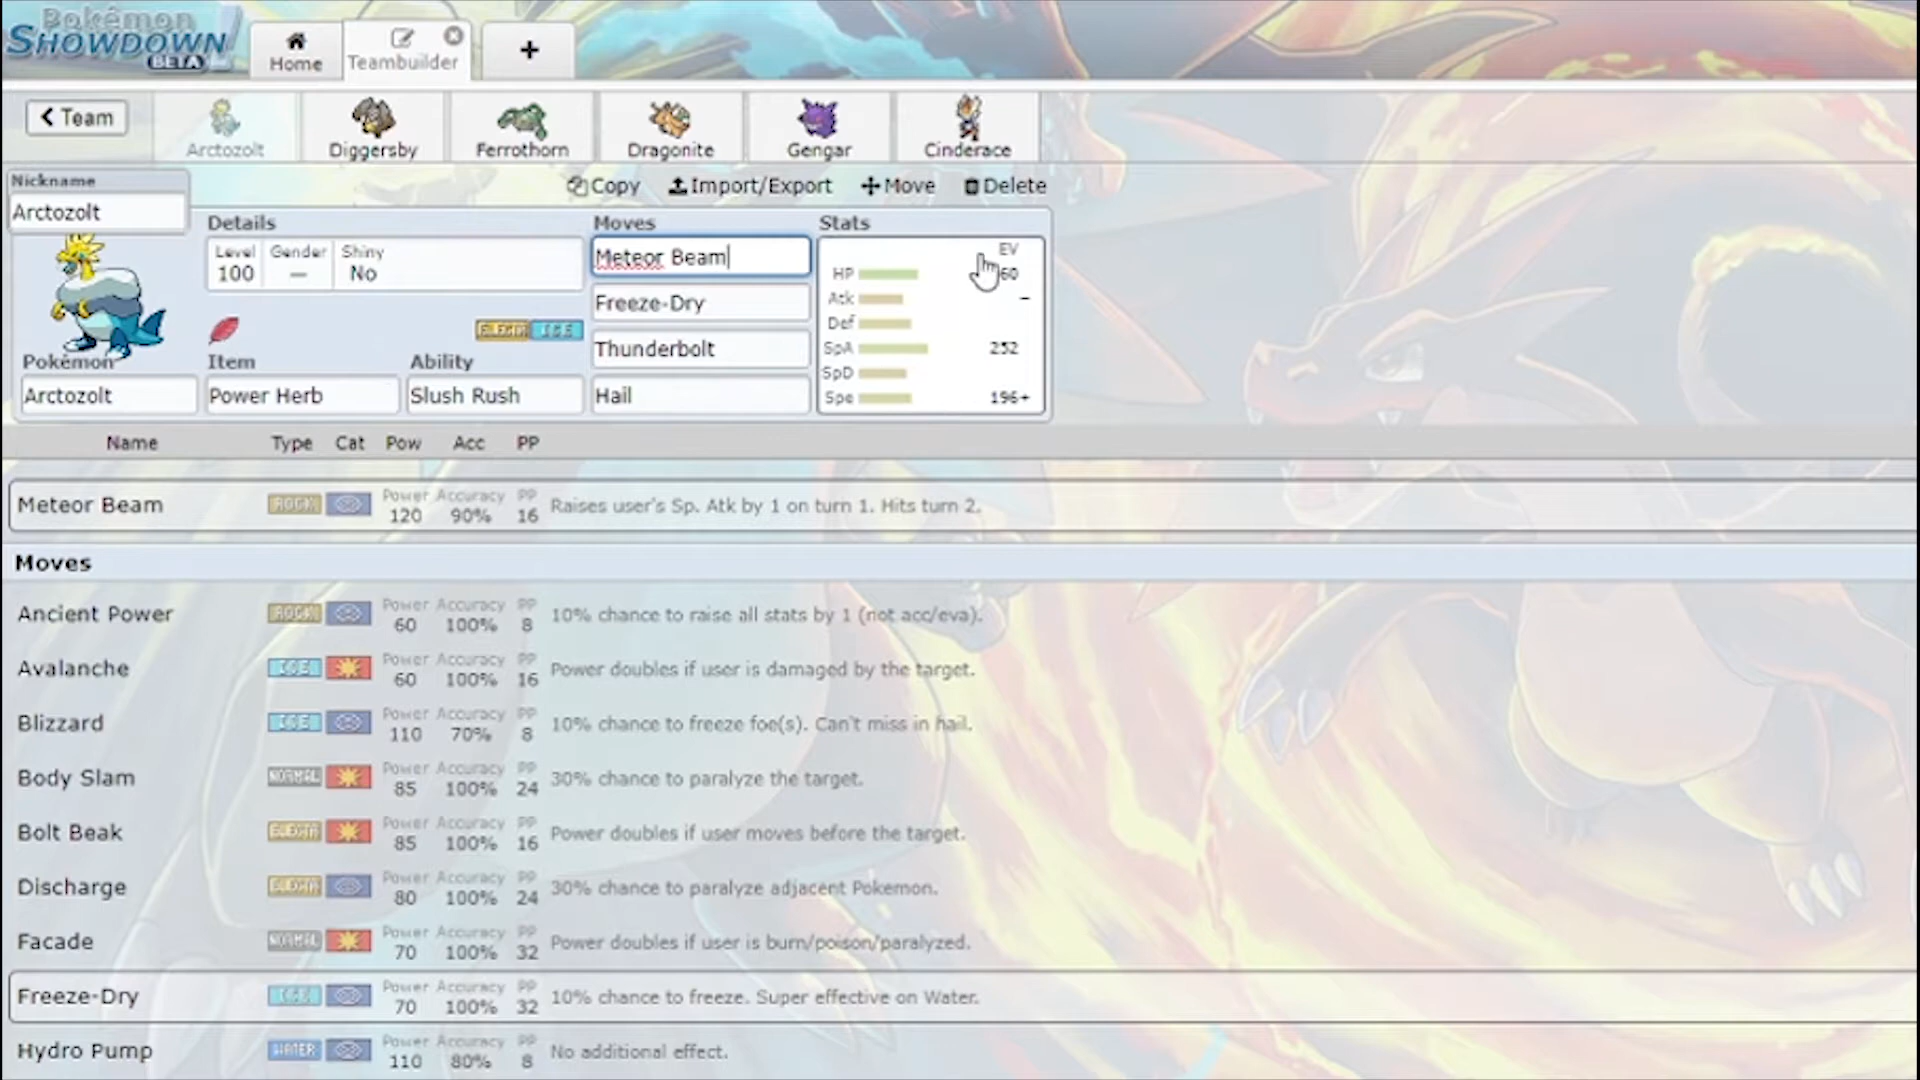 Pokémon
SHOWDOWN
BETA
Home
Teambuilder
+
< Team
Arctozolt
Diggersby
Ferrothorn
Dragonite
Gengar
Cinderace
Nickname
Arctozolt
Copy Import/Export Move Delete
Details
Level Gender Shiny
100 — No
ELECTR ICE
Pokémon Item Ability
Arctozolt Power Herb Slush Rush
Moves
Meteor Beam
Freeze-Dry
Thunderbolt
Hail
Stats
EV
HP 60
Atk –
Def
SpA 252
SpD
Spe 196+
Name Type Cat Pow Acc PP
Meteor Beam ROCK Power 120 Accuracy 90% PP 16 Raises user's Sp. Atk by 1 on turn 1. Hits turn 2.
Moves
Ancient Power ROCK Power 60 Accuracy 100% PP 8 10% chance to raise all stats by 1 (not acc/eva).
Avalanche ICE Power 60 Accuracy 100% PP 16 Power doubles if user is damaged by the target.
Blizzard ICE Power 110 Accuracy 70% PP 8 10% chance to freeze foe(s). Can't miss in hail.
Body Slam NORMAL Power 85 Accuracy 100% PP 24 30% chance to paralyze the target.
Bolt Beak ELECTR Power 85 Accuracy 100% PP 16 Power doubles if user moves before the target.
Discharge ELECTR Power 80 Accuracy 100% PP 24 30% chance to paralyze adjacent Pokemon.
Facade NORMAL Power 70 Accuracy 100% PP 32 Power doubles if user is burn/poison/paralyzed.
Freeze-Dry ICE Power 70 Accuracy 100% PP 32 10% chance to freeze. Super effective on Water.
Hydro Pump WATER Power 110 Accuracy 80% PP 8 No additional effect.